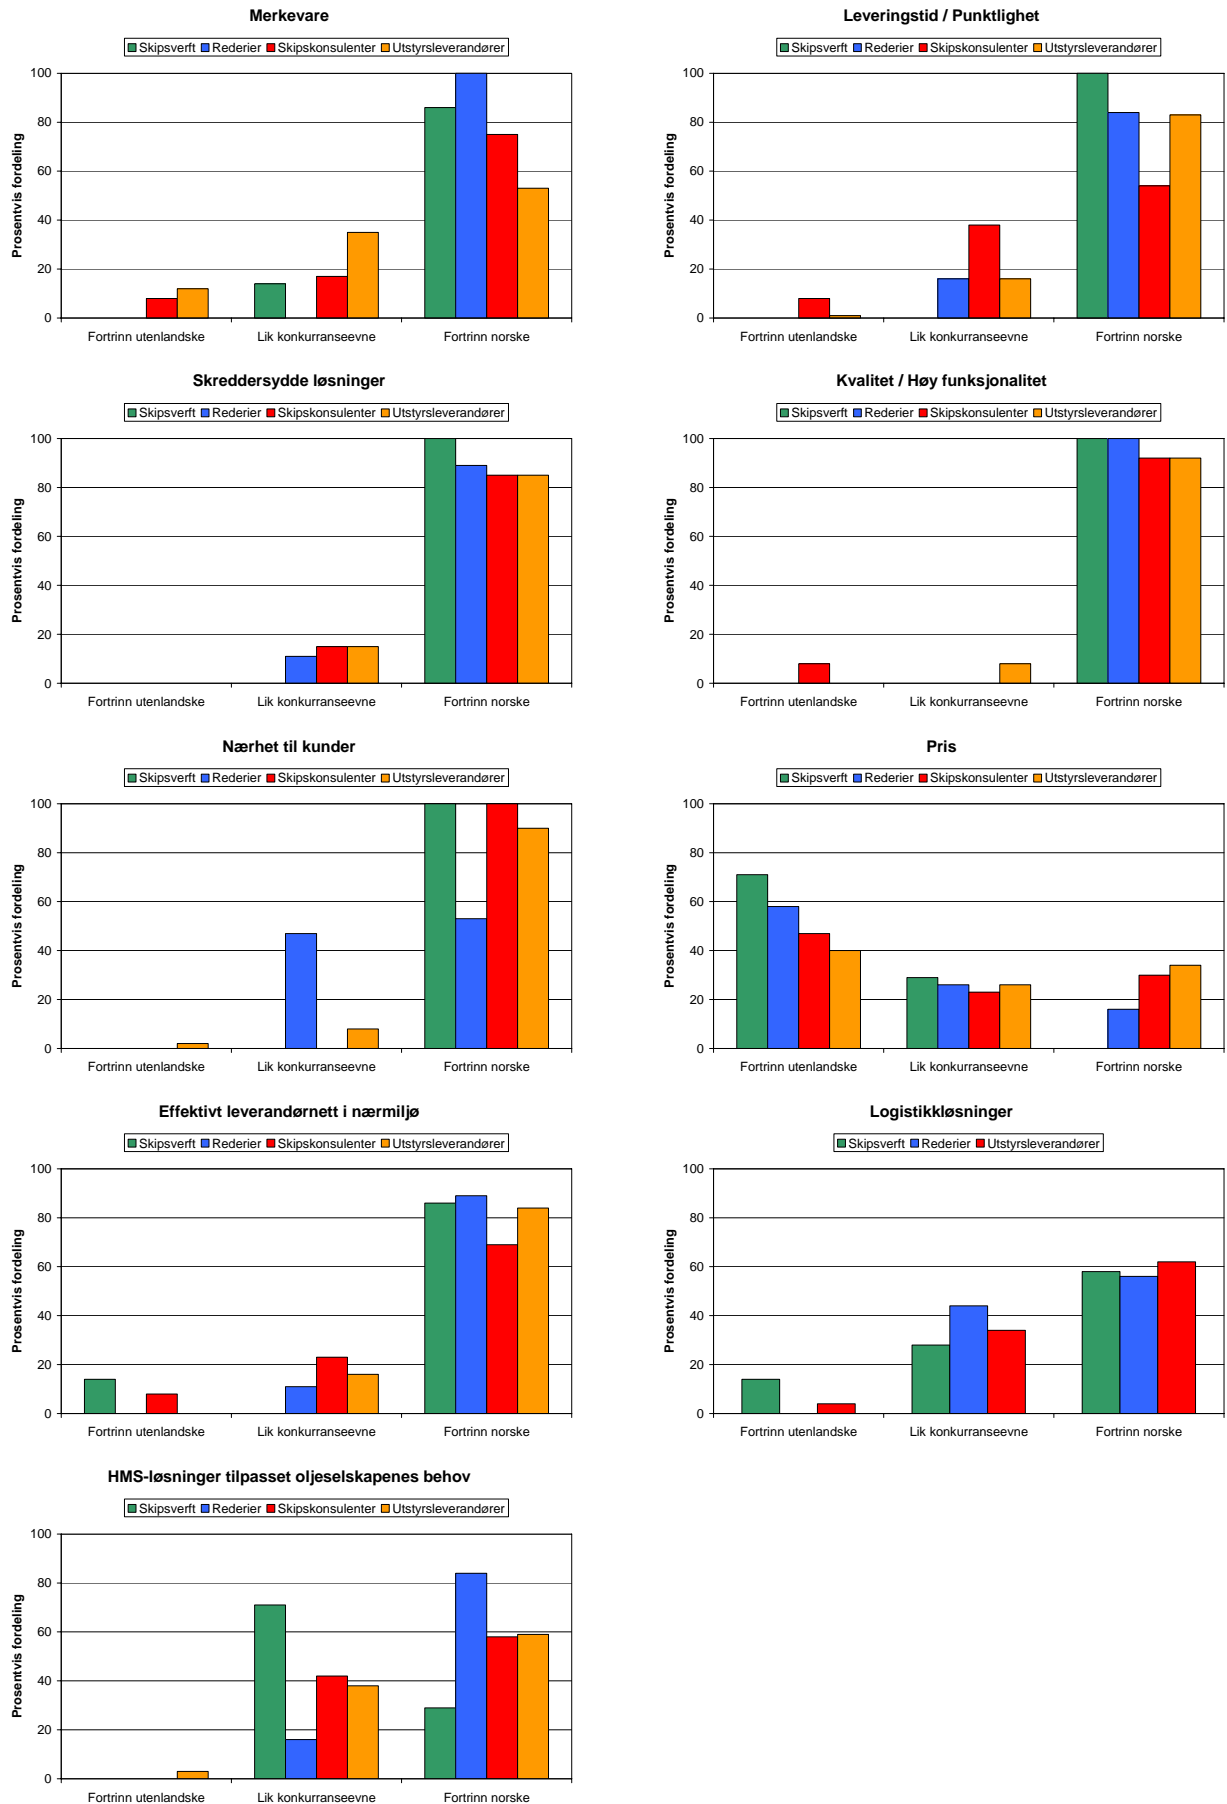 Merkevare
Skipsverft Rederier Skipskonsulenter Utstyrsleverandører
Prosentvis fordeling
100
80
60
40
20
0
Fortrinn utenlandske Lik konkurranseevne Fortrinn norske
Leveringstid / Punktlighet
Skipsverft Rederier Skipskonsulenter Utstyrsleverandører
Prosentvis fordeling
100
80
60
40
20
0
Fortrinn utenlandske Lik konkurranseevne Fortrinn norske
Skreddersydde løsninger
Skipsverft Rederier Skipskonsulenter Utstyrsleverandører
Prosentvis fordeling
100
80
60
40
20
0
Fortrinn utenlandske Lik konkurranseevne Fortrinn norske
Kvalitet / Høy funksjonalitet
Skipsverft Rederier Skipskonsulenter Utstyrsleverandører
Prosentvis fordeling
100
80
60
40
20
0
Fortrinn utenlandske Lik konkurranseevne Fortrinn norske
Nærhet til kunder
Skipsverft Rederier Skipskonsulenter Utstyrsleverandører
Prosentvis fordeling
100
80
60
40
20
0
Fortrinn utenlandske Lik konkurranseevne Fortrinn norske
Pris
Skipsverft Rederier Skipskonsulenter Utstyrsleverandører
Prosentvis fordeling
100
80
60
40
20
0
Fortrinn utenlandske Lik konkurranseevne Fortrinn norske
Effektivt leverandørnett i nærmiljø
Skipsverft Rederier Skipskonsulenter Utstyrsleverandører
Prosentvis fordeling
100
80
60
40
20
0
Fortrinn utenlandske Lik konkurranseevne Fortrinn norske
Logistikkløsninger
Skipsverft Rederier Utstyrsleverandører
Prosentvis fordeling
100
80
60
40
20
0
Fortrinn utenlandske Lik konkurranseevne Fortrinn norske
HMS-løsninger tilpasset oljeselskapenes behov
Skipsverft Rederier Skipskonsulenter Utstyrsleverandører
Prosentvis fordeling
100
80
60
40
20
0
Fortrinn utenlandske Lik konkurranseevne Fortrinn norske